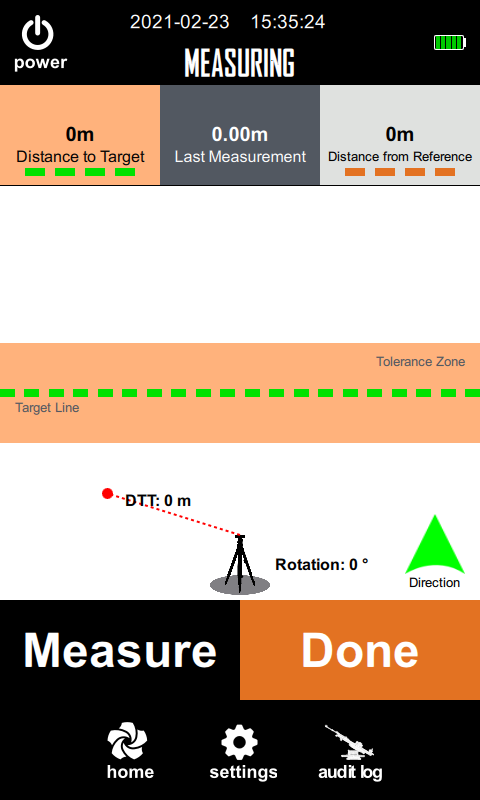 2021-02-23 15:35:24
power
MEASURING
0m
Distance to Target
0.00m
Last Measurement
0m
Distance from Reference
Tolerance Zone
Target Line
DTT: 0 m
Rotation: 0 °
Direction
Measure
Done
home
settings
audit log